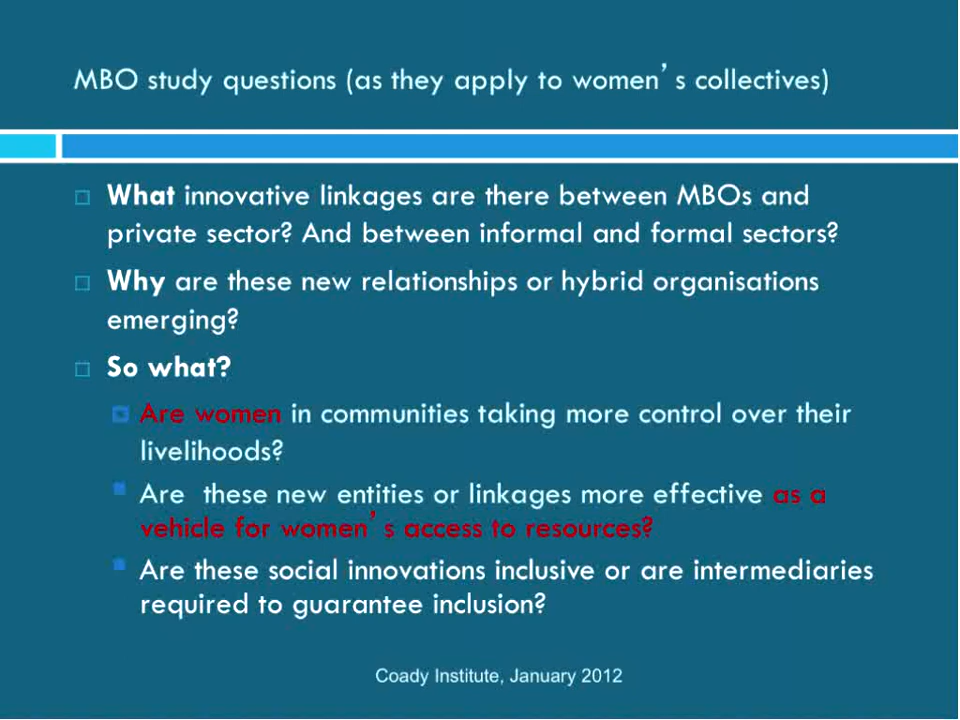 MBO study questions (as they apply to women’s collectives)
What innovative linkages are there between MBOs and
private sector? And between informal and formal sectors?
Why are these new relationships or hybrid organisations
emerging?
So what?
Are women in communities taking more control over their
livelihoods?
Are these new entities or linkages more effective as a
vehicle for women’s access to resources?
Are these social innovations inclusive or are intermediaries
required to guarantee inclusion?
Coady Institute, January 2012